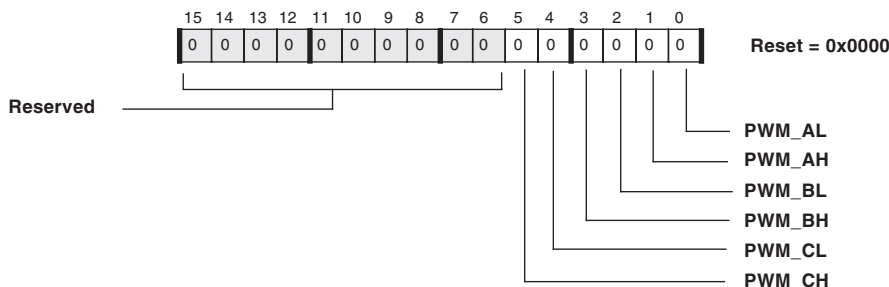 15 14 13 12 11 10 9 8 7 6 5 4 3 2 1 0
0 0 0 0 0 0 0 0 0 0 0 0 0 0 0 0 Reset = 0x0000
Reserved
PWM_AL
PWM_AH
PWM_BL
PWM_BH
PWM_CL
PWM_CH